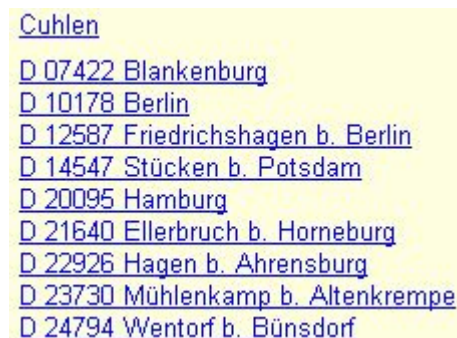 Cuhlen
D 07422 Blankenburg
D 10178 Berlin
D 12587 Friedrichshagen b. Berlin
D 14547 Stücken b. Potsdam
D 20095 Hamburg
D 21640 Ellerbruch b. Horneburg
D 22926 Hagen b. Ahrensburg
D 23730 Mühlenkamp b. Altenkrempe
D 24794 Wentorf b. Bünsdorf